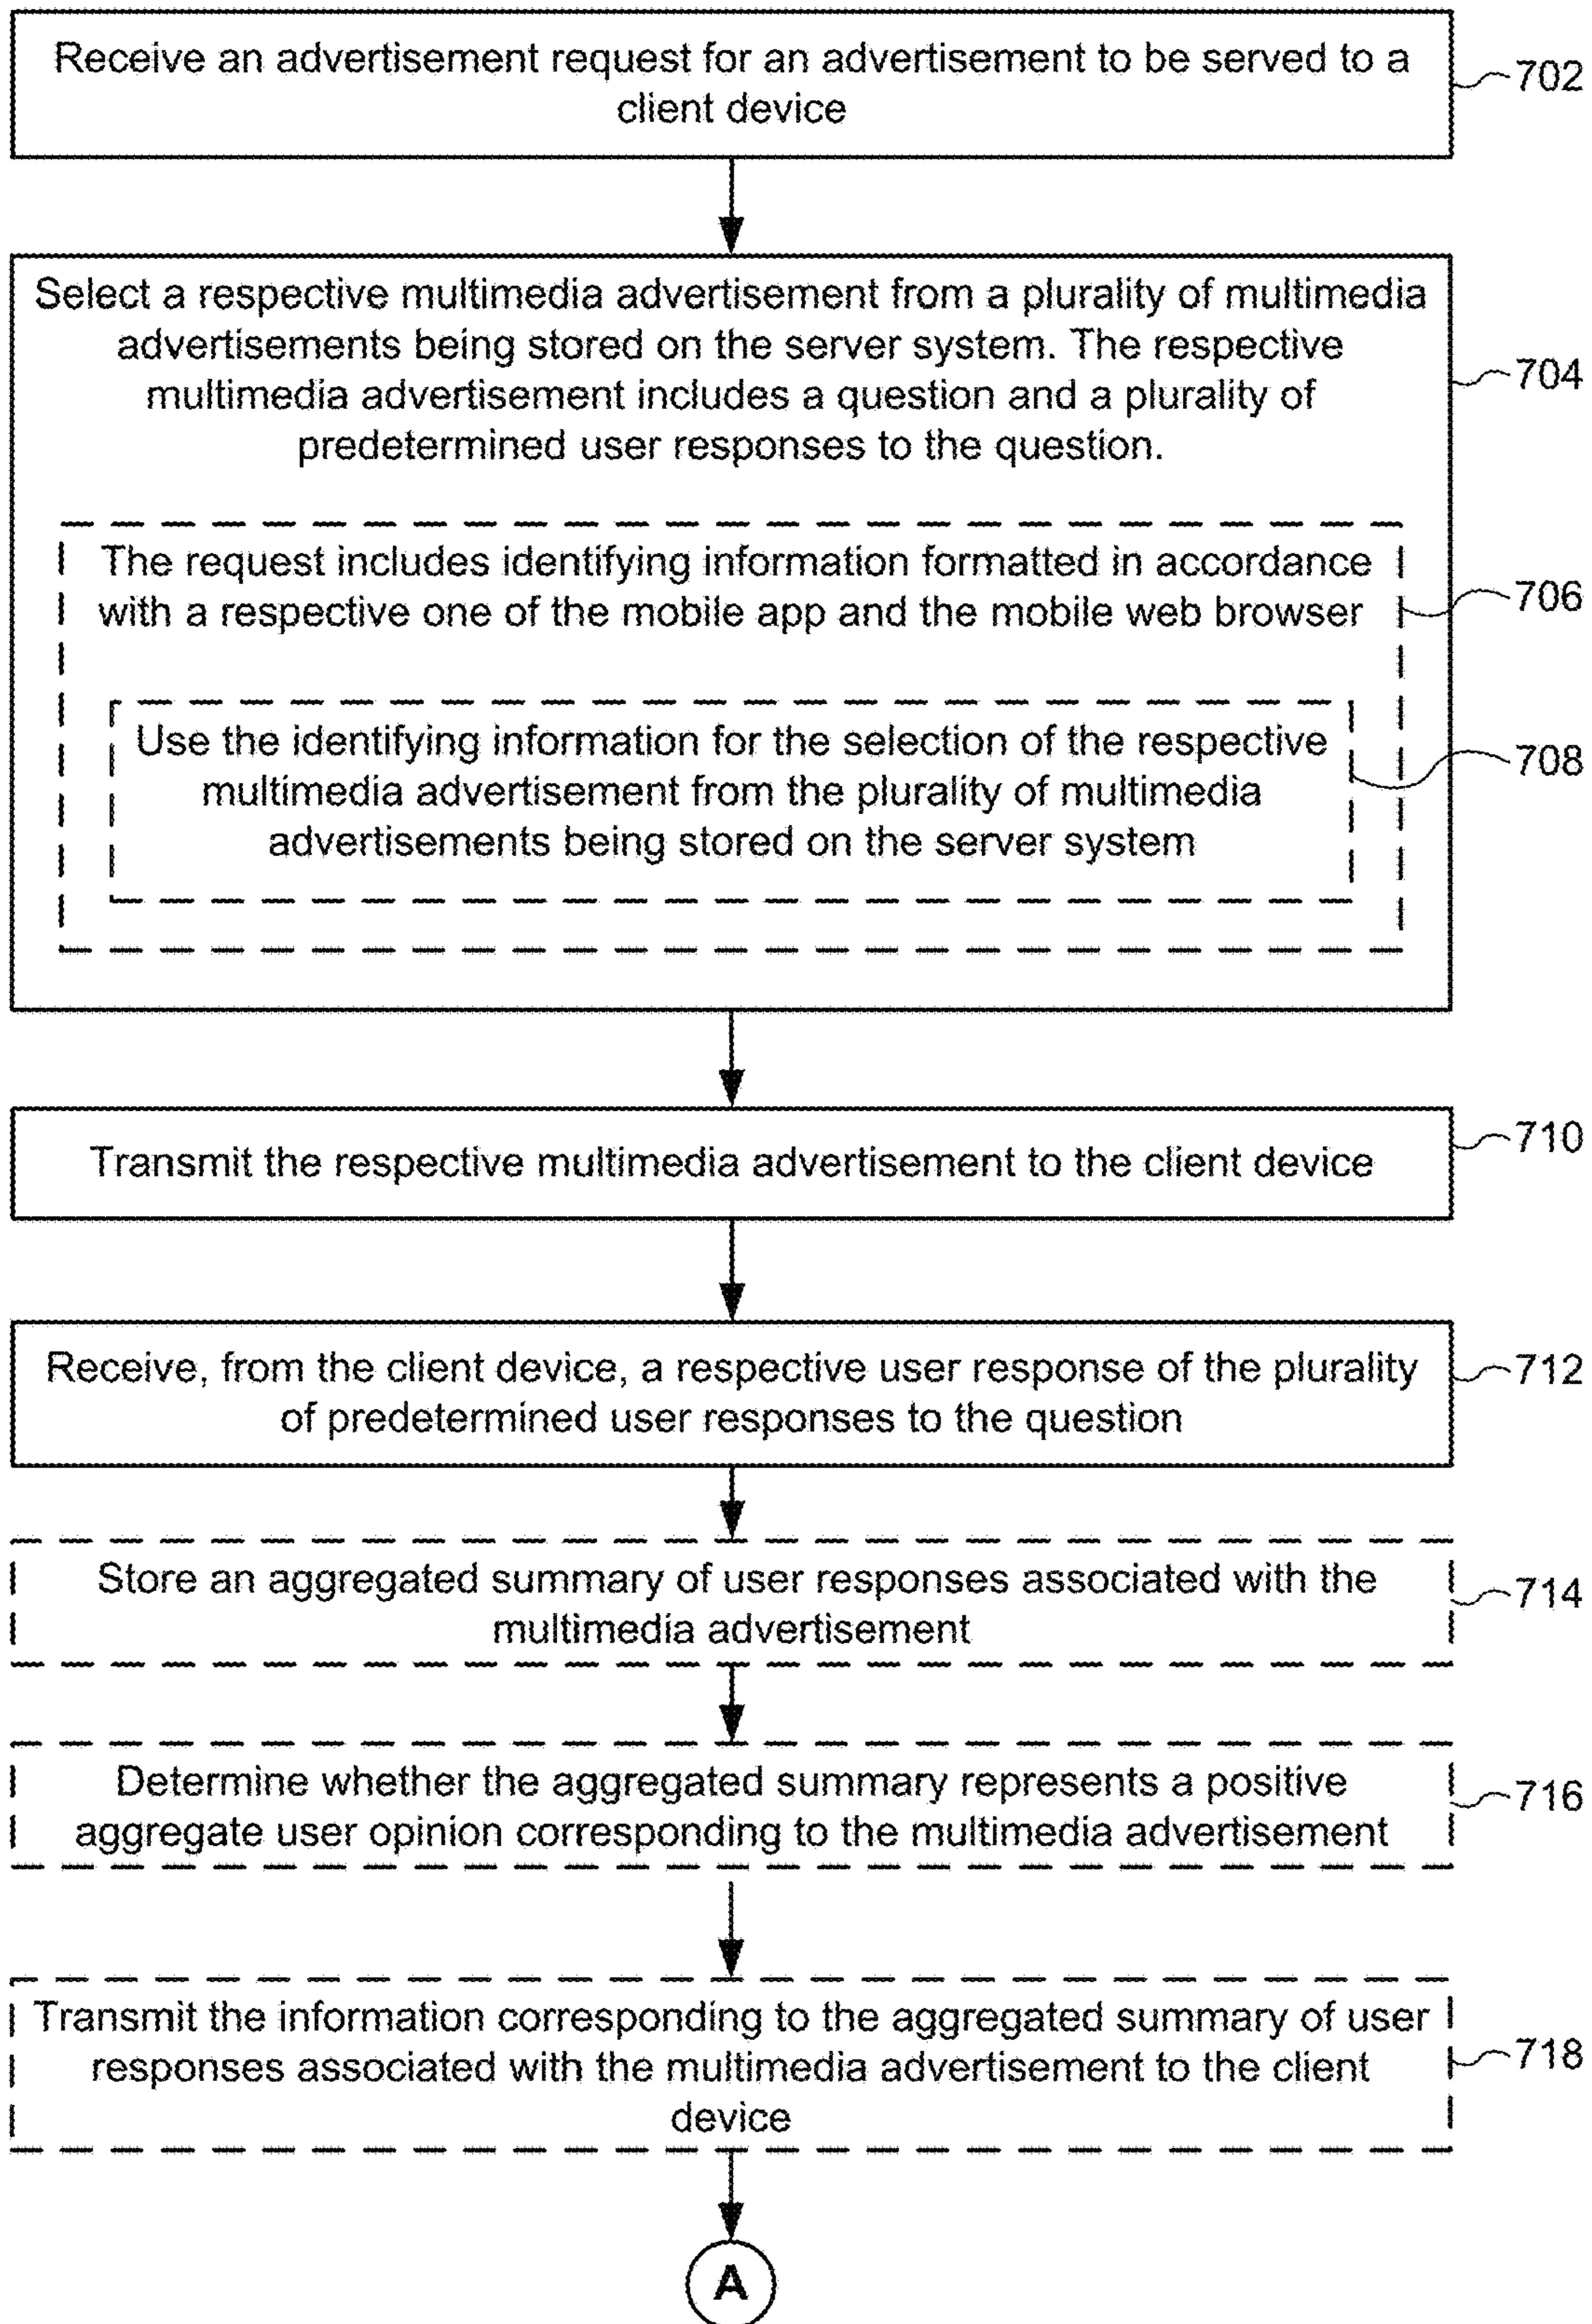 Receive an advertisement request for an advertisement to be served to a
client device
702
Select a respective multimedia advertisement from a plurality of multimedia
advertisements being stored on the server system. The respective
multimedia advertisement includes a question and a plurality of
predetermined user responses to the question.
704
The request includes identifying information formatted in accordance
with a respective one of the mobile app and the mobile web browser
706
Use the identifying information for the selection of the respective
multimedia advertisement from the plurality of multimedia
advertisements being stored on the server system
708
Transmit the respective multimedia advertisement to the client device
710
Receive, from the client device, a respective user response of the plurality
of predetermined user responses to the question
712
Store an aggregated summary of user responses associated with the
multimedia advertisement
714
Determine whether the aggregated summary represents a positive
aggregate user opinion corresponding to the multimedia advertisement
716
Transmit the information corresponding to the aggregated summary of user
responses associated with the multimedia advertisement to the client
device
718
A